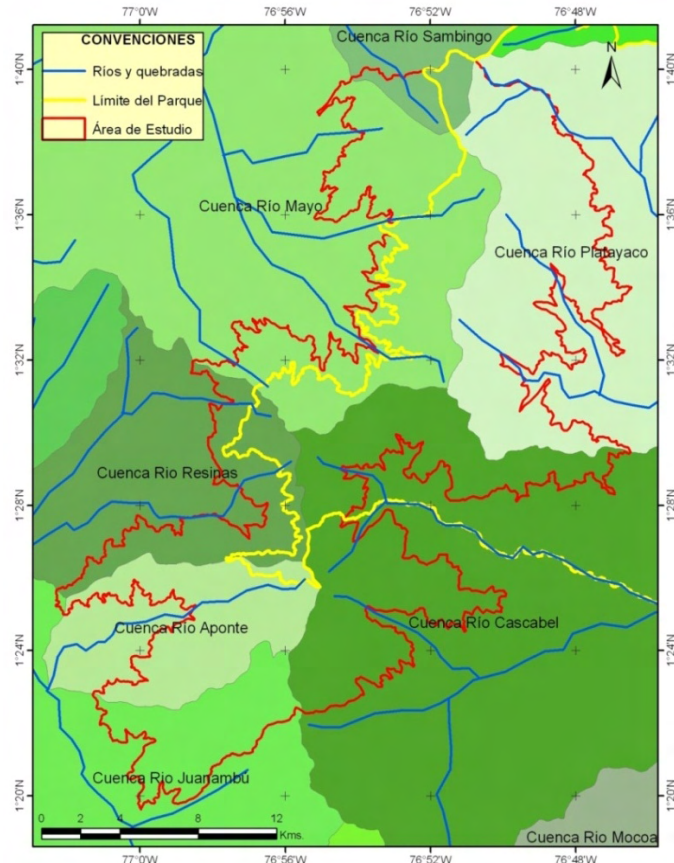 77°0'W 76°56'W 76°52'W 76°48'W
CONVENCIONES
Ríos y quebradas
Límite del Parque
Área de Estudio
Cuenca Río Sambingo
N
1°40'N 1°40'N
Cuenca Río Mayo
1°36'N 1°36'N
Cuenca Río Platayaco
1°32'N 1°32'N
Cuenca Rio Resinas
1°28'N 1°28'N
Cuenca Río Aponte
Cuenca Río Cascabel
1°24'N 1°24'N
Cuenca Rio Juanambú
1°20'N 1°20'N
0 2 4 8 12
Kms.
Cuenca Rio Mocoa
77°0'W 76°56'W 76°52'W 76°48'W